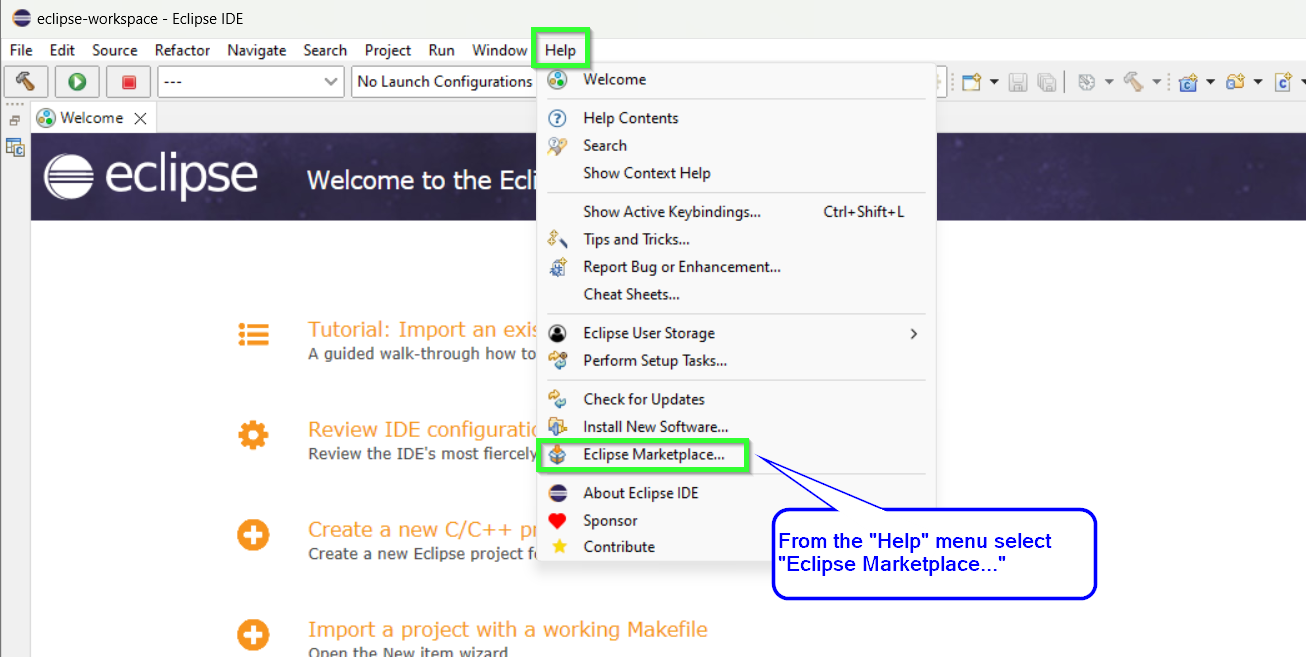 eclipse-workspace - Eclipse IDE
File Edit Source Refactor Navigate Search Project Run Window Help
--- No Launch Configurations
Welcome
eclipse Welcome to the Ecli
Welcome
Help Contents
Search
Show Context Help
Show Active Keybindings... Ctrl+Shift+L
Tips and Tricks...
Report Bug or Enhancement...
Cheat Sheets...
Eclipse User Storage
Perform Setup Tasks...
Check for Updates
Install New Software...
Eclipse Marketplace...
About Eclipse IDE
Sponsor
Contribute
Tutorial: Import an exis
A guided walk-through how to
Review IDE configuratio
Review the IDE's most fiercely
Create a new C/C++ pr
Create a new Eclipse project fo
Import a project with a working Makefile
Open the New item wizard
From the "Help" menu select
"Eclipse Marketplace..."